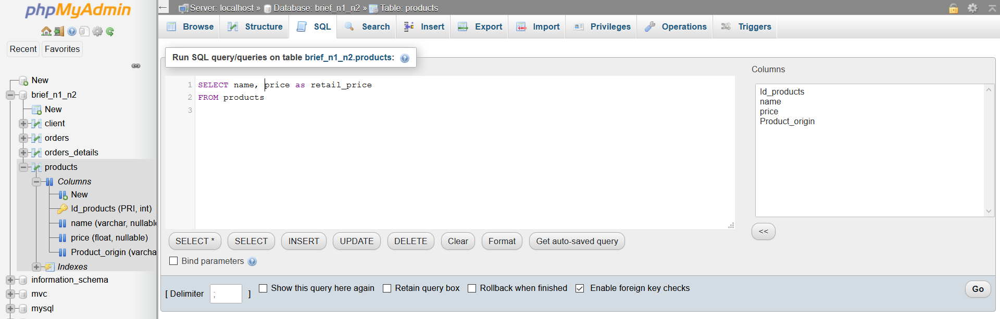 phpMyAdmin
Recent Favorites
New
brief_n1_n2
New
client
orders
orders_details
products
Columns
New
Id_products (PRI, int)
name (varchar, nullable
price (float, nullable)
Product_origin (varcha
Indexes
information_schema
mvc
mysql
Server: localhost » Database: brief_n1_n2 » Table: products
Browse Structure SQL Search Insert Export Import Privileges Operations Triggers
Run SQL query/queries on table brief_n1_n2.products:
1 SELECT name, price as retail_price
2 FROM products
3
Columns
Id_products
name
price
Product_origin
<<
SELECT * SELECT INSERT UPDATE DELETE Clear Format Get auto-saved query
Bind parameters
[ Delimiter ; ] Show this query here again Retain query box Rollback when finished Enable foreign key checks
Go